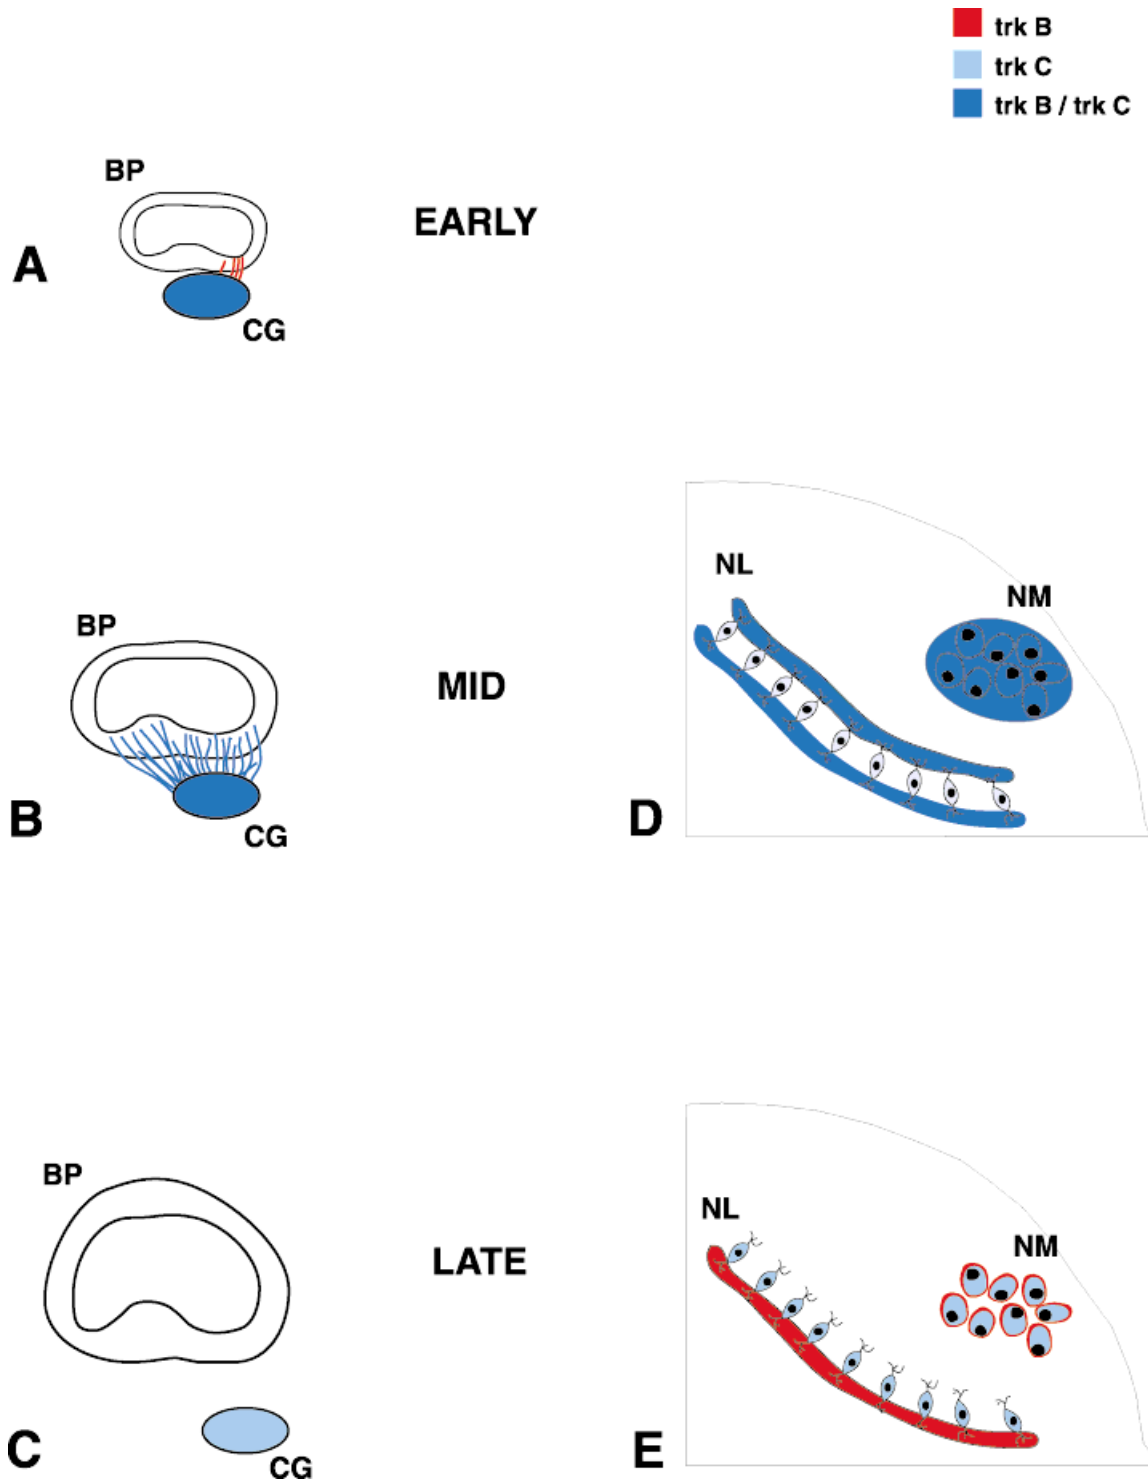 trk B
trk C
trk B / trk C
BP
EARLY
A
CG
NL
NM
BP
MID
B
D
CG
BP
NL
NM
LATE
C
E
CG